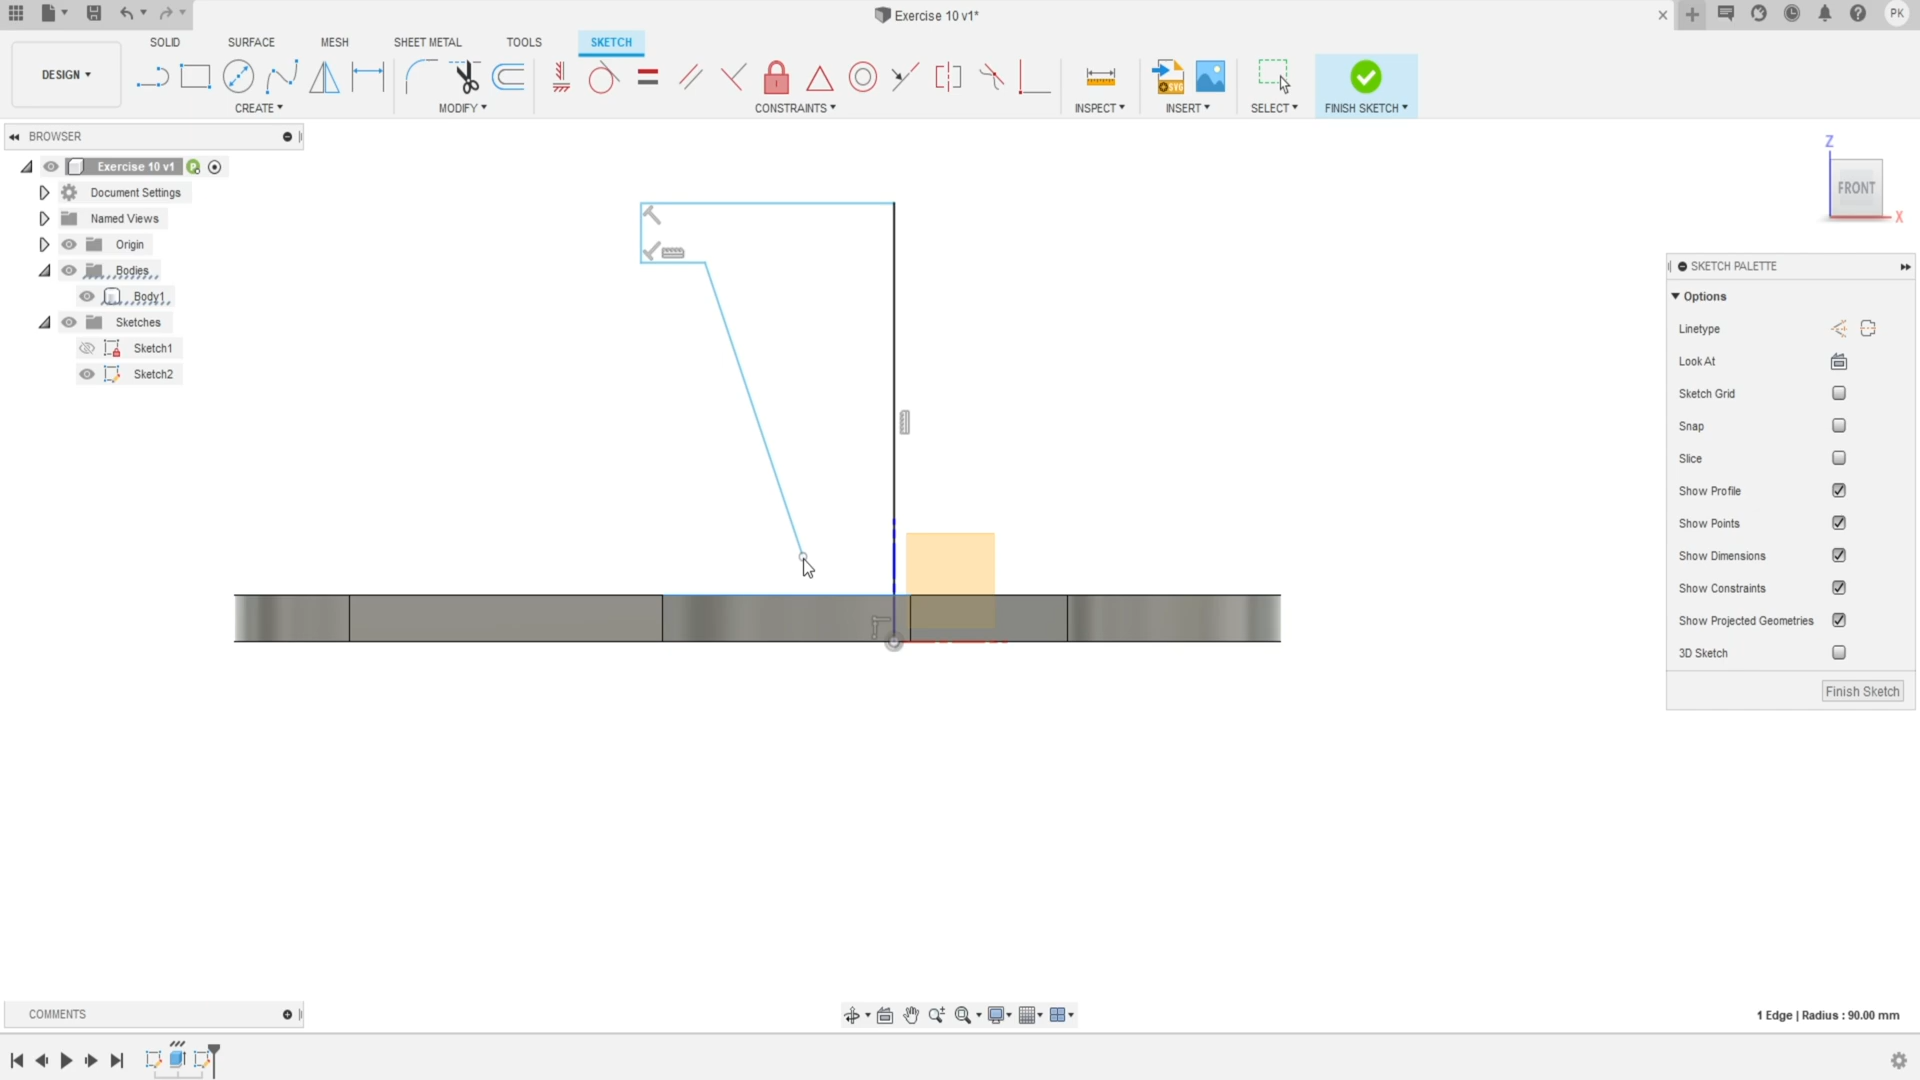 Exercise 10 v1*
PK
DESIGN
SOLID
SURFACE
MESH
SHEET METAL
TOOLS
SKETCH
CREATE
MODIFY
CONSTRAINTS
INSPECT
INSERT
SELECT
FINISH SKETCH
BROWSER
Exercise 10 v1
Document Settings
Named Views
Origin
Bodies
Body1
Sketches
Sketch1
Sketch2
Z
FRONT
X
SKETCH PALETTE
Options
Linetype
Look At
Sketch Grid
Snap
Slice
Show Profile
Show Points
Show Dimensions
Show Constraints
Show Projected Geometries
3D Sketch
Finish Sketch
COMMENTS
1 Edge | Radius : 90.00 mm